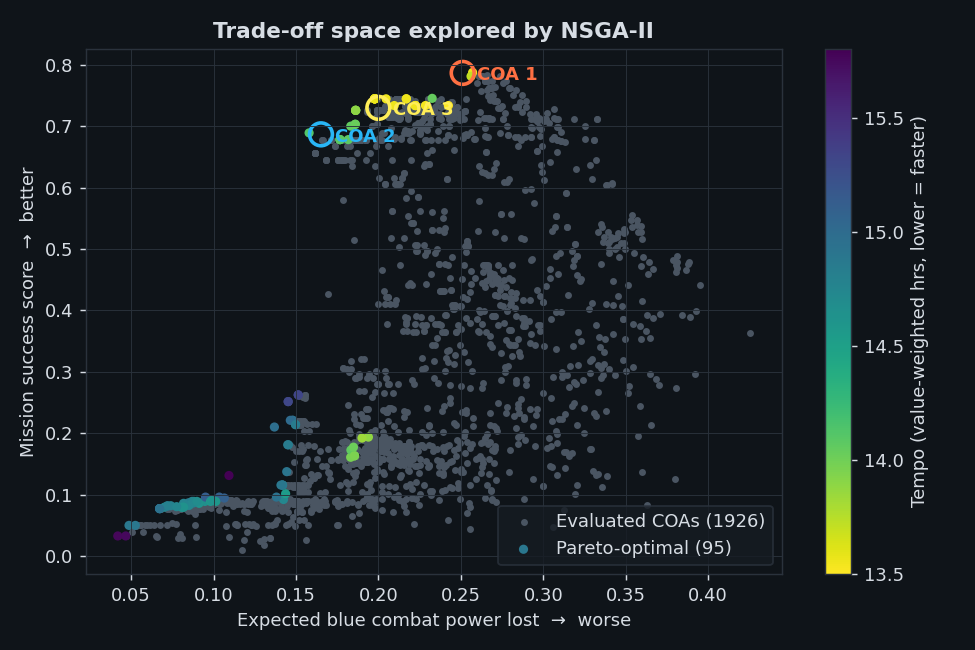 Trade-off space explored by NSGA-II
Mission success score → better
0.8
0.7
0.6
0.5
0.4
0.3
0.2
0.1
0.0
COA 1
COA 3
COA 2
Evaluated COAs (1926)
Pareto-optimal (95)
0.05 0.10 0.15 0.20 0.25 0.30 0.35 0.40
Expected blue combat power lost → worse
15.5
15.0
14.5
14.0
13.5
Tempo (value-weighted hrs, lower = faster)